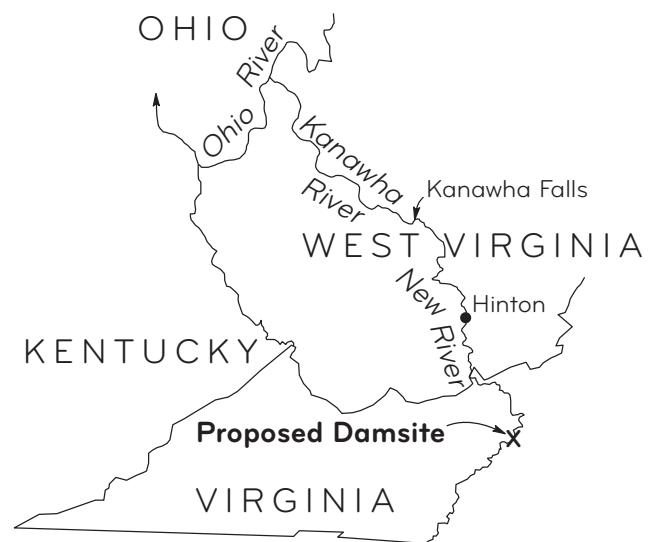 OHIO
Ohio River
Kanawha River
Kanawha Falls
WEST VIRGINIA
New River
Hinton
KENTUCKY
Proposed Damsite
X
VIRGINIA